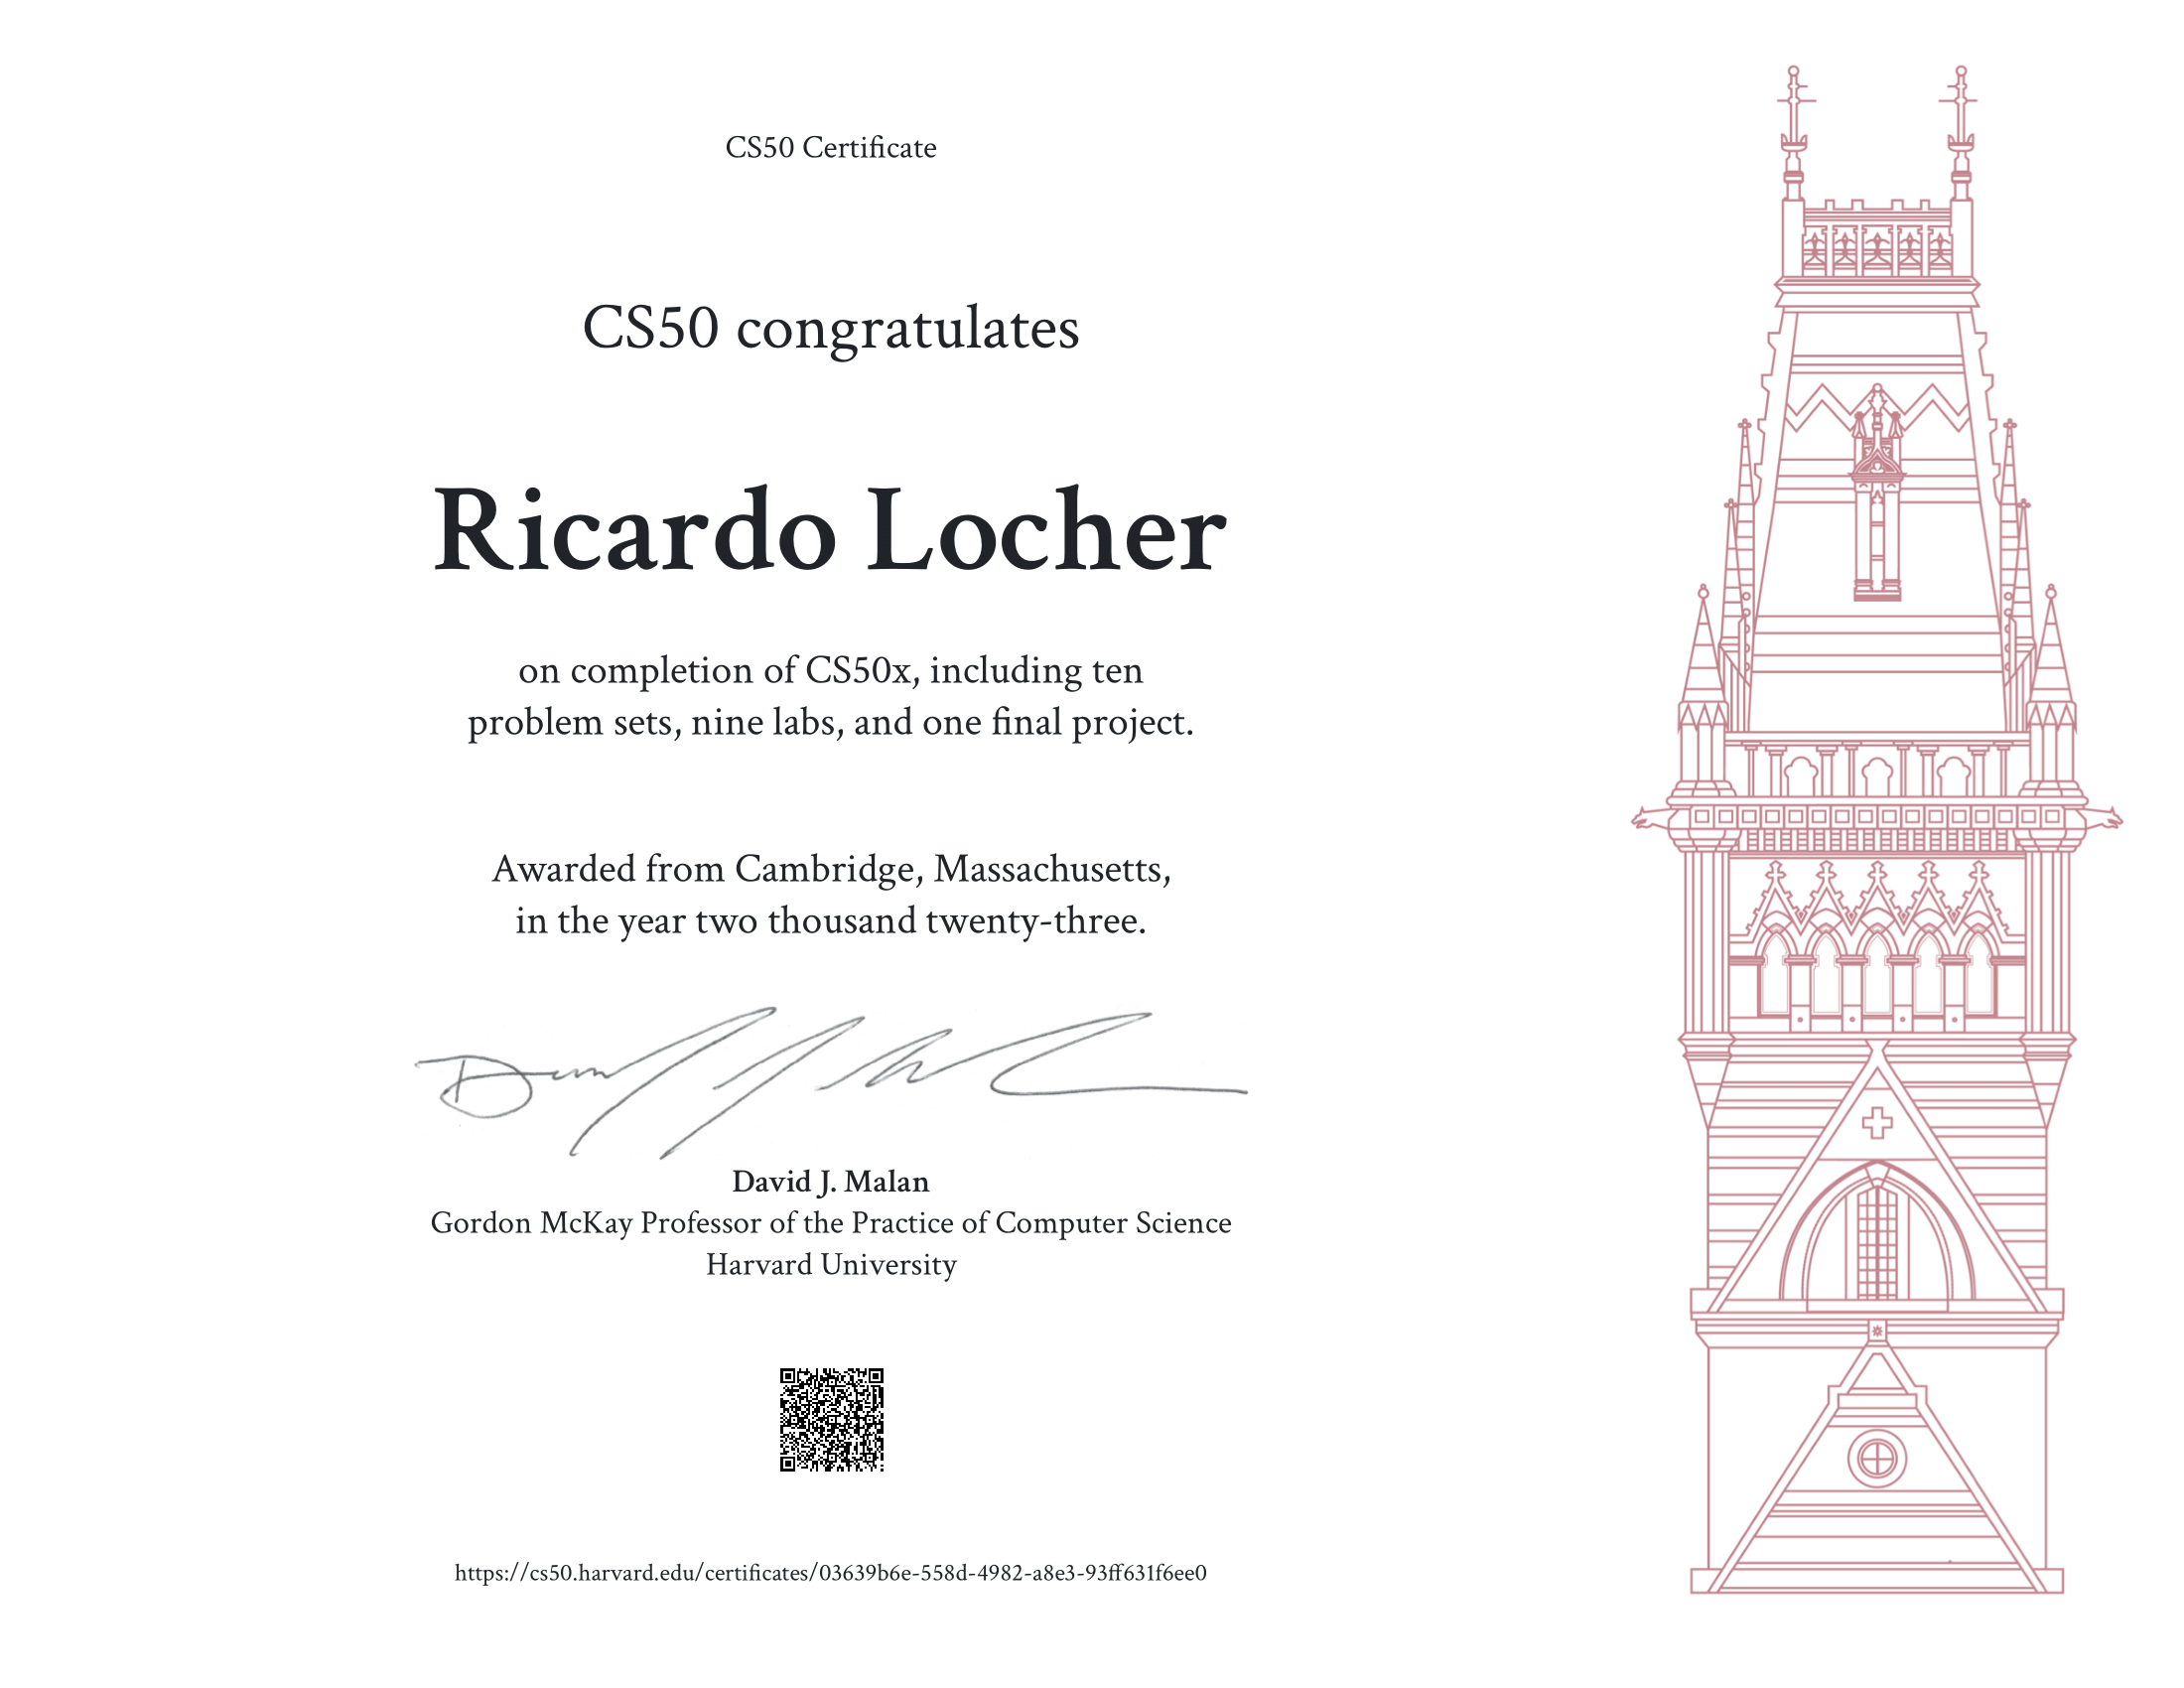 CS50 Certificate
CS50 congratulates
Ricardo Locher
on completion of CS50x, including ten
problem sets, nine labs, and one final project.
Awarded from Cambridge, Massachusetts,
in the year two thousand twenty-three.
David J. Malan
Gordon McKay Professor of the Practice of Computer Science
Harvard University
https://cs50.harvard.edu/certificates/03639b6e-558d-4982-a8e3-93ff631f6ee0